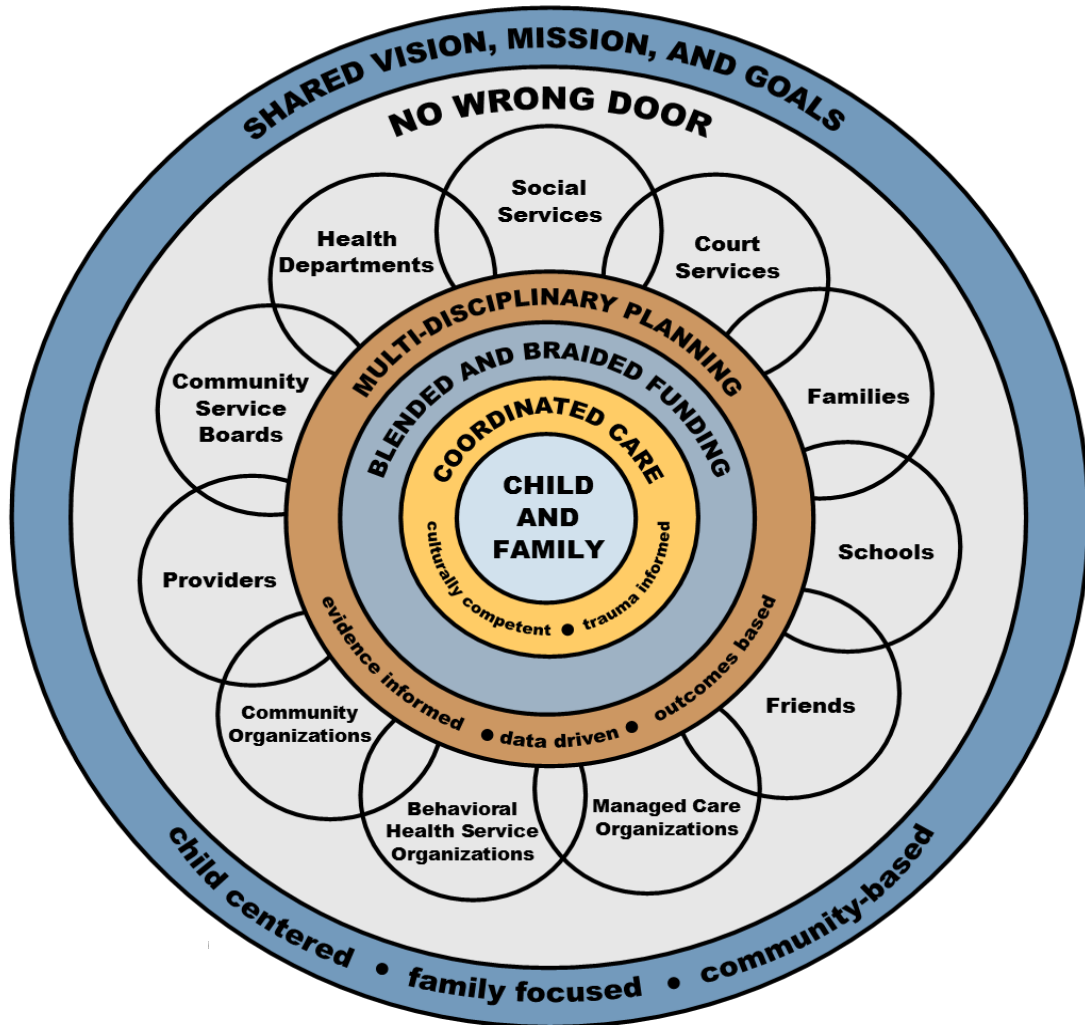 SHARED VISION, MISSION, AND GOALS
NO WRONG DOOR
Social
Services
Court
Services
Families
Schools
Friends
Managed Care
Organizations
Behavioral
Health Service
Organizations
Community
Organizations
Providers
Community
Service
Boards
Health
Departments
MULTI-DISCIPLINARY PLANNING
BLENDED AND BRAIDED FUNDING
COORDINATED CARE
CHILD
AND
FAMILY
culturally competent ● trauma informed
evidence informed ● data driven ● outcomes based
child centered ● family focused ● community-based